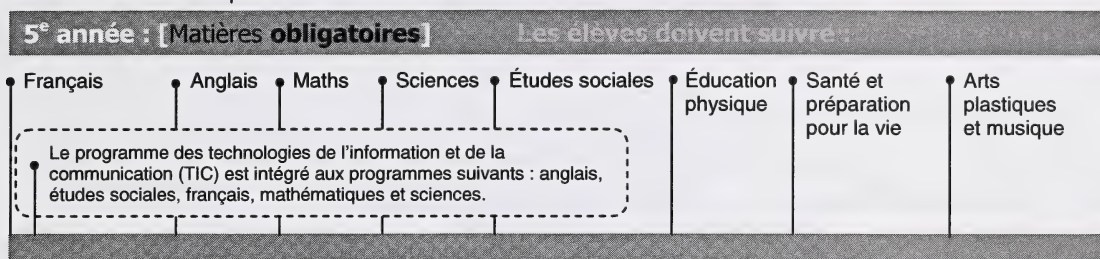 5e année : [Matières obligatoires] Les élèves doivent suivre :
Français Anglais Maths Sciences Études sociales Éducation physique Santé et préparation pour la vie Arts plastiques et musique
Le programme des technologies de l'information et de la
communication (TIC) est intégré aux programmes suivants : anglais,
études sociales, français, mathématiques et sciences.